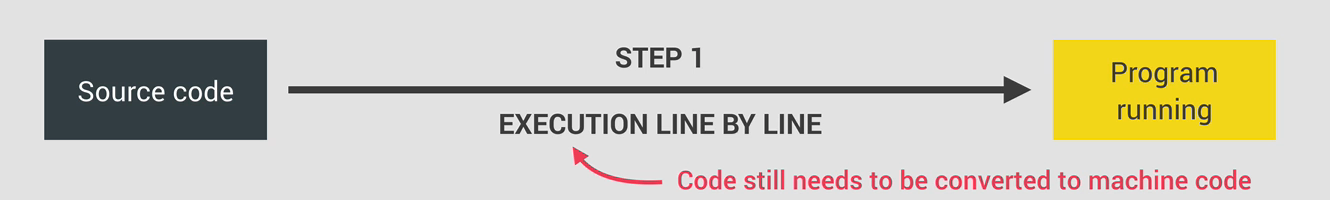 Source code
STEP 1
EXECUTION LINE BY LINE
Program
running
Code still needs to be converted to machine code